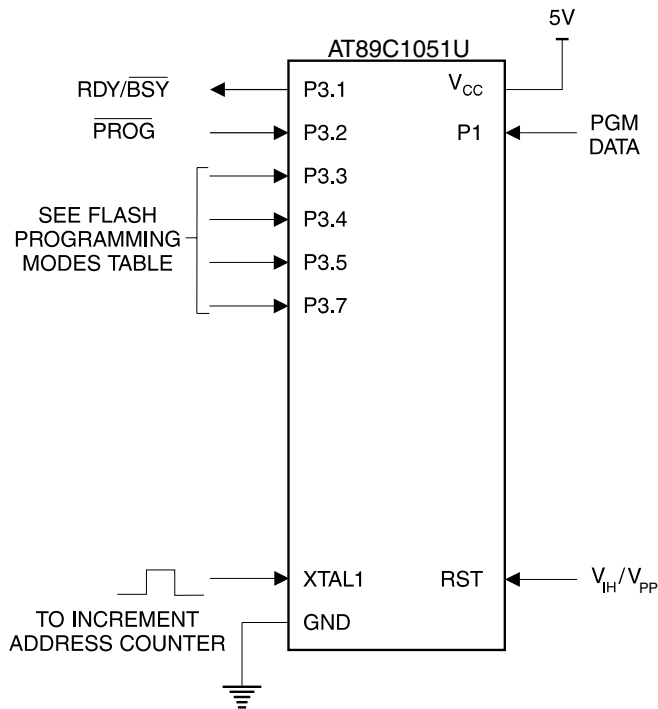 5V
AT89C1051U
RDY/BSY
P3.1
VCC
PROG
P3.2
P1
PGM
DATA
P3.3
SEE FLASH
PROGRAMMING
MODES TABLE
P3.4
P3.5
P3.7
XTAL1
RST
VIH/VPP
TO INCREMENT
ADDRESS COUNTER
GND